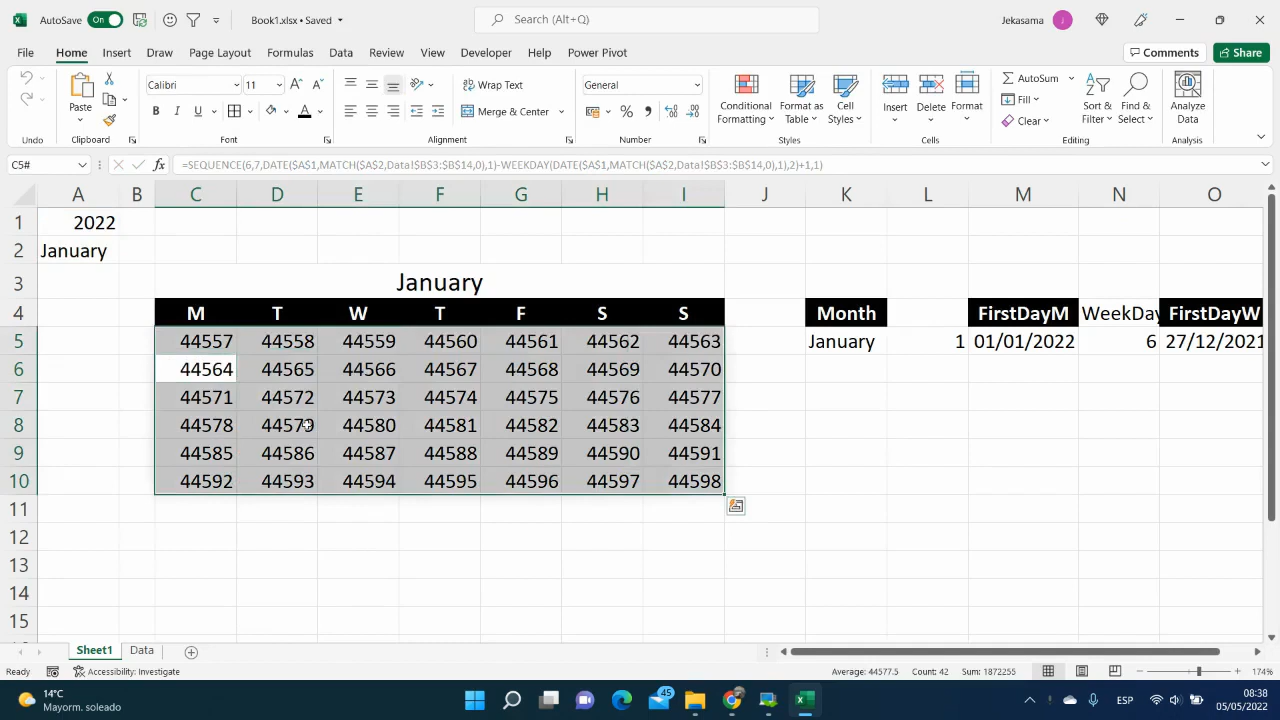 AutoSave On Book1.xlsx • Saved Search (Alt+Q) Jekasama J
File Home Insert Draw Page Layout Formulas Data Review View Developer Help Power Pivot Comments Share
Paste Calibri 11 Wrap Text General Conditional Formatting Format as Table Cell Styles Insert Delete Format AutoSum Sort & Filter Find & Select Analyze Data
B I U A Merge & Center % Fill
Clear
Undo Clipboard Font Alignment Number Styles Cells Editing Analysis
C5# fx =SEQUENCE(6,7,DATE($A$1,MATCH($A$2,Data!$B$3:$B$14,0),1)-WEEKDAY(DATE($A$1,MATCH($A$2,Data!$B$3:$B$14,0),1),2)+1,1)
A B C D E F G H I J K L M N O
1 2022
2 January
3 January
4 M T W T F S S Month FirstDayM WeekDay FirstDayW
5 44557 44558 44559 44560 44561 44562 44563 January 1 01/01/2022 6 27/12/2021
6 44564 44565 44566 44567 44568 44569 44570
7 44571 44572 44573 44574 44575 44576 44577
8 44578 44579 44580 44581 44582 44583 44584
9 44585 44586 44587 44588 44589 44590 44591
10 44592 44593 44594 44595 44596 44597 44598
11
12
13
14
15
Sheet1 Data
Ready Accessibility: Investigate Average: 44577.5 Count: 42 Sum: 1872255 174%
14°C 45 ESP 08:38
Mayorm. soleado 05/05/2022